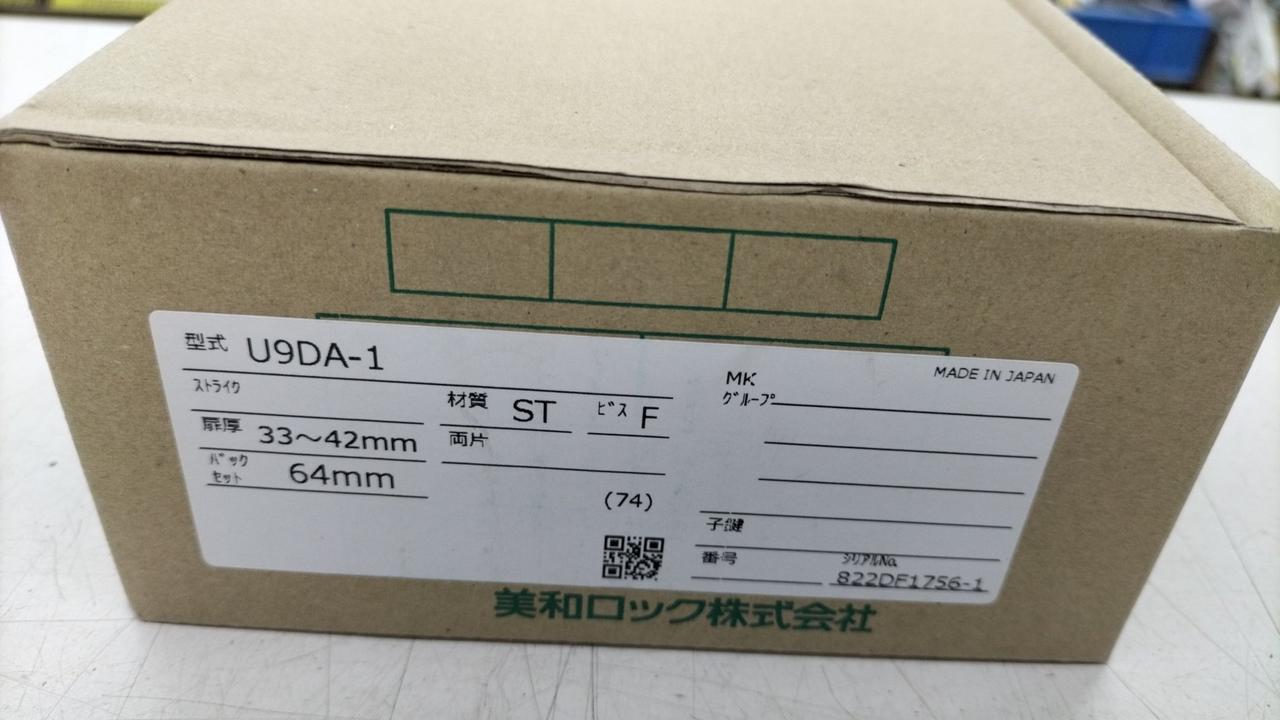 型式 U9DA-1
MADE IN JAPAN
ストライク
材質 ST
ビス F
MK
グループ
扉厚 33～42mm
両片
バックセット 64mm
(74)
子鍵
番号
シリアルNo.
822DF1756-1
美和ロック株式会社